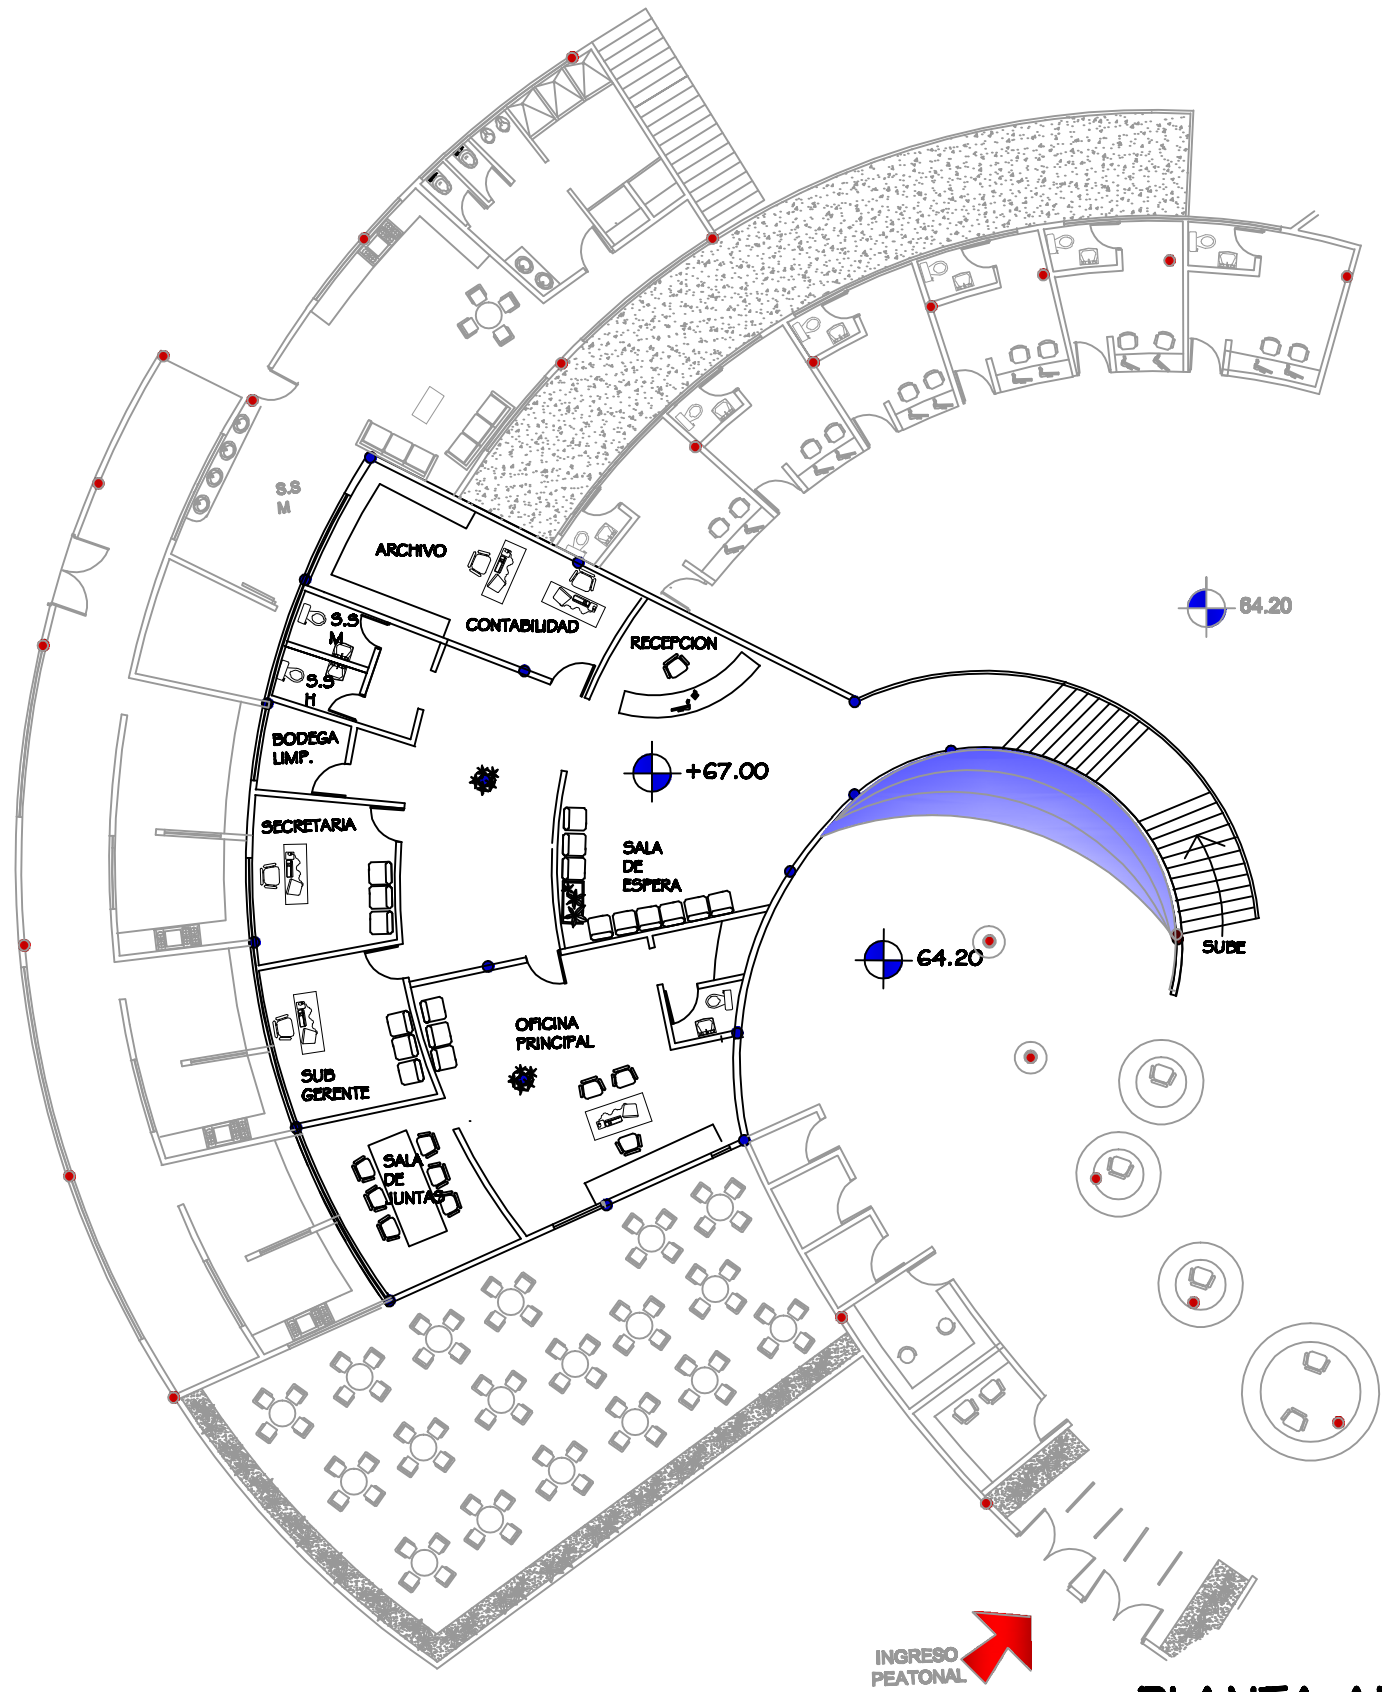 S.S
M
ARCHIVO
CONTABILIDAD
RECEPCION
S.S
M
S.S
H
BODEGA
LIMP.
64.20
+67.00
SECRETARIA
SALA
DE
ESPERA
64.20
SUBE
OFICINA
PRINCIPAL
SUB
GERENTE
SALA
DE
JUNTAS
INGRESO
PEATONAL